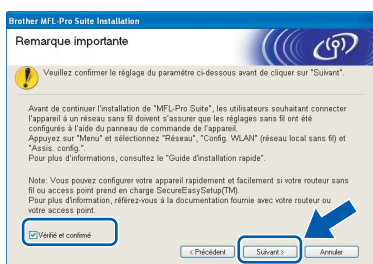 Brother MFL-Pro Suite Installation
Remarque importante
Veuillez confirmer le réglage du paramétre ci-dessous avant de cliquer sur "Suivant".
Avant de continuer l'installation de "MFL-Pro Suite", les utilisateurs souhaitant connecter
l'appareil à un réseau sans fil doivent s'assurer que les réglages sans fil ont été
configurés à l'aide du panneau de commande de l'appareil.
Appuyez sur "Menu" et sélectionnez "Réseau", "Config. WLAN" (réseau local sans fil) et
"Assis. config.".
Pour plus d'informations, consultez le "Guide d'installation rapide".
Note: Vous pouvez configurer votre appareil rapidement et facilement si votre routeur sans
fil ou access point prend en charge SecureEasySetup(TM).
Pour plus d'information, référez-vous à la documentation fournie avec votre routeur ou
votre access point.
Vérifié et confirmé
< Précédent Suivant > Annuler